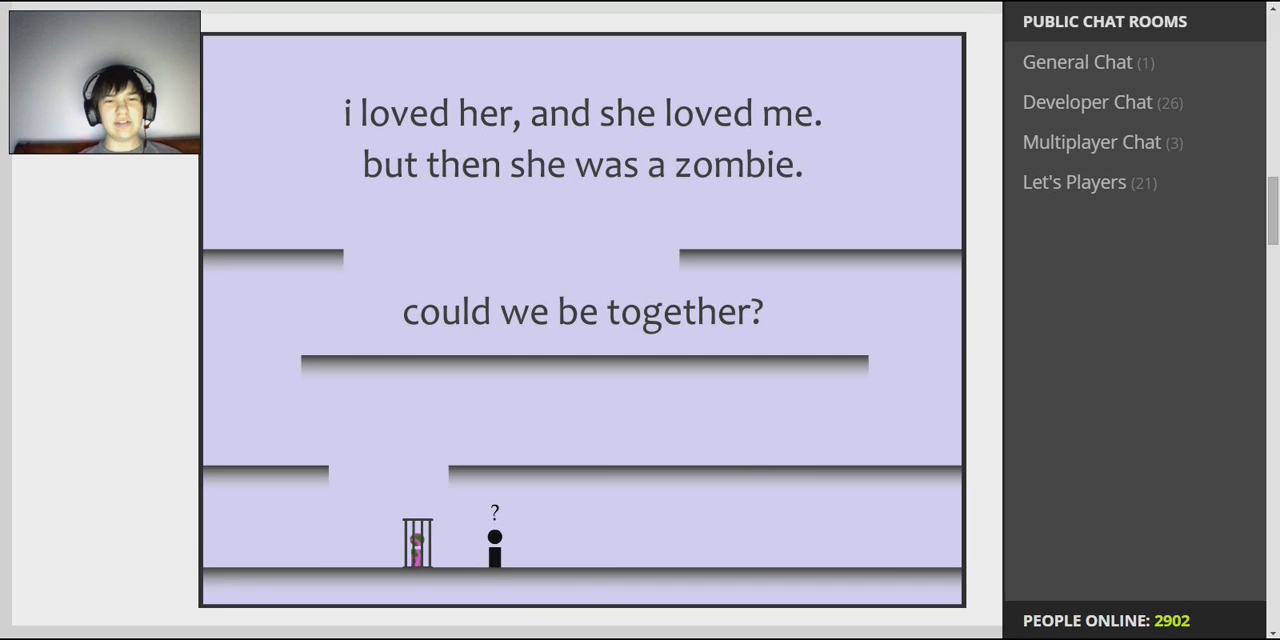 i loved her, and she loved me.
but then she was a zombie.
could we be together?
?
PUBLIC CHAT ROOMS
General Chat (1)
Developer Chat (26)
Multiplayer Chat (3)
Let's Players (21)
PEOPLE ONLINE: 2902